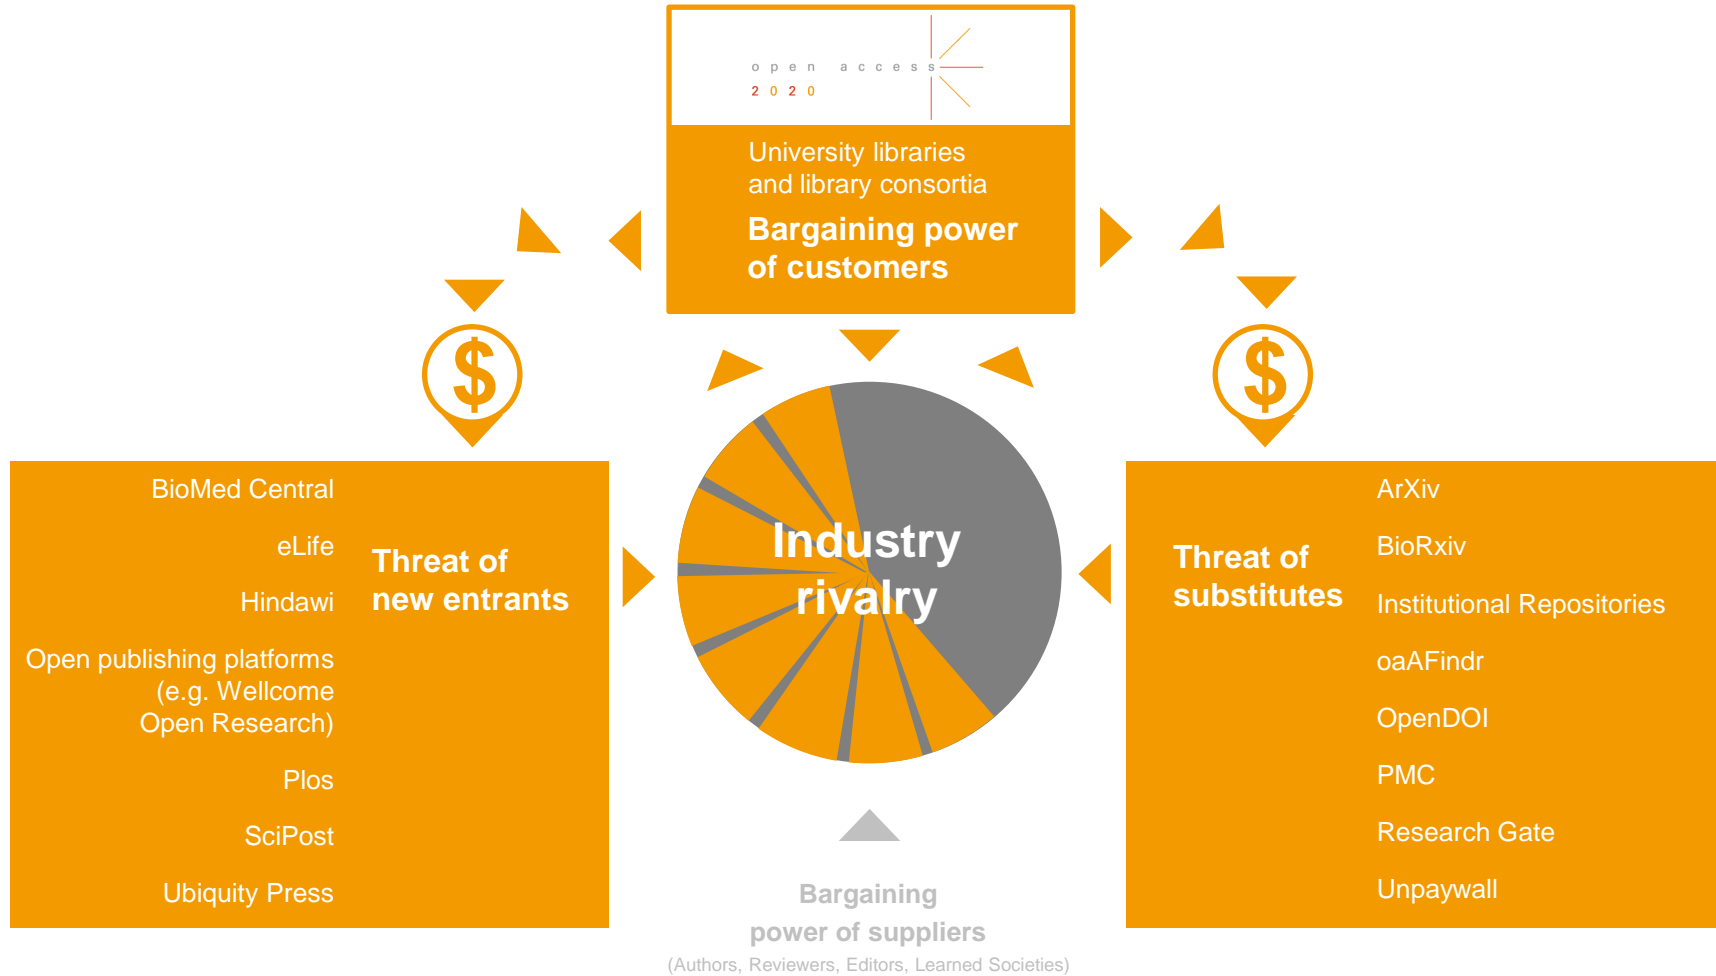 open access
2020
University libraries
and library consortia
Bargaining power
of customers
$
$
BioMed Central
eLife
Hindawi
Open publishing platforms
(e.g. Wellcome
Open Research)
Plos
SciPost
Ubiquity Press
Threat of
new entrants
Industry
rivalry
Threat of
substitutes
ArXiv
BioRxiv
Institutional Repositories
oaAFindr
OpenDOI
PMC
Research Gate
Unpaywall
Bargaining
power of suppliers
(Authors, Reviewers, Editors, Learned Societies)